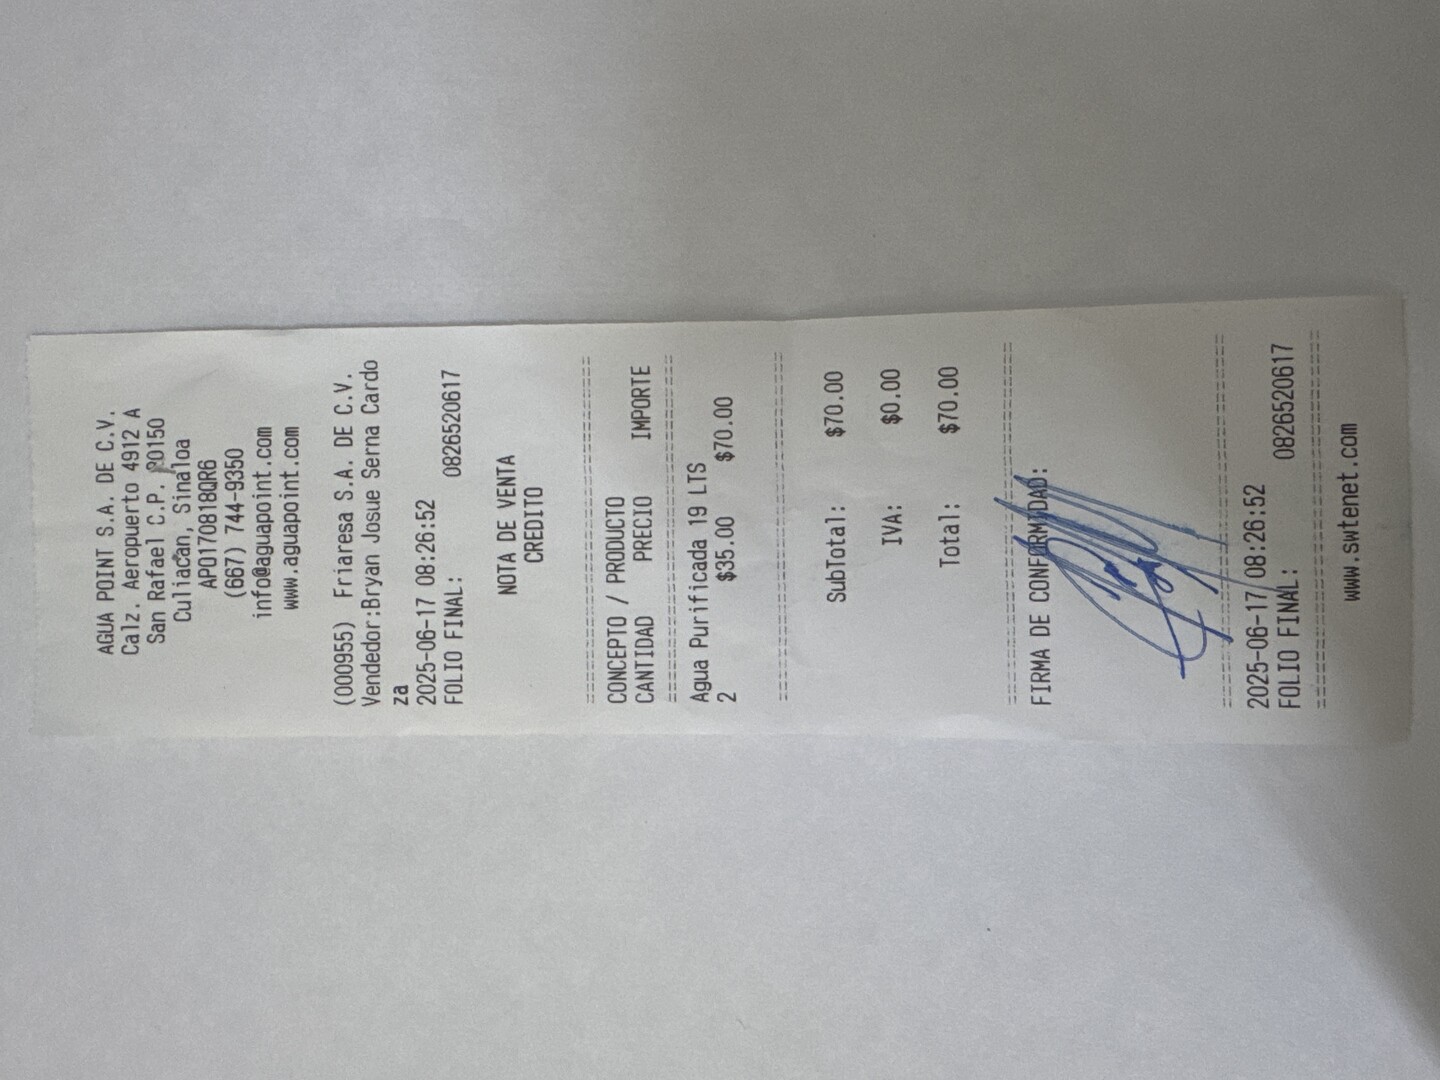 AGUA POINT S.A. DE C.V.
Calz. Aeropuerto 4912 A
San Rafael C.P. 80150
Culiacan, Sinaloa
APO170818QR6
(667) 744-9350
info@aguapoint.com
www.aguapoint.com
(000955) Friaresa S.A. DE C.V.
Vendedor:Bryan Josue Serna Cardo
za
2025-06-17 08:26:52
FOLIO FINAL: 0826520617
NOTA DE VENTA
CREDITO
CONCEPTO / PRODUCTO
CANTIDAD PRECIO IMPORTE
Agua Purificada 19 LTS
2 $35.00 $70.00
SubTotal: $70.00
IVA: $0.00
Total: $70.00
FIRMA DE CONFORMIDAD:
2025-06-17 08:26:52
FOLIO FINAL: 0826520617
www.swtenet.com